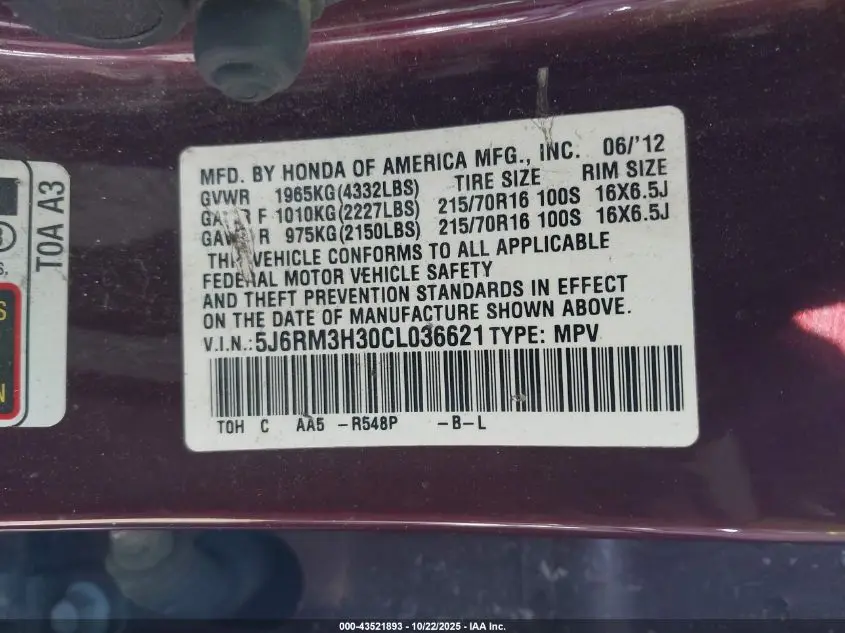 MFD. BY HONDA OF AMERICA MFG., INC. 06/'12
GVWR 1965KG(4332LBS) TIRE SIZE RIM SIZE
F 1010KG(2227LBS) 215/70R16 100S 16X6.5J
R 975KG(2150LBS) 215/70R16 100S 16X6.5J
THIS VEHICLE CONFORMS TO ALL APPLICABLE
FEDERAL MOTOR VEHICLE SAFETY
AND THEFT PREVENTION STANDARDS IN EFFECT
ON THE DATE OF MANUFACTURE SHOWN ABOVE.
V.I.N.: 5J6RM3H30CL036621 TYPE: MPV
TOH C AA5 -R548P -B-L
TOA A3
000-43521893 - 10/22/2025 - IAA Inc.